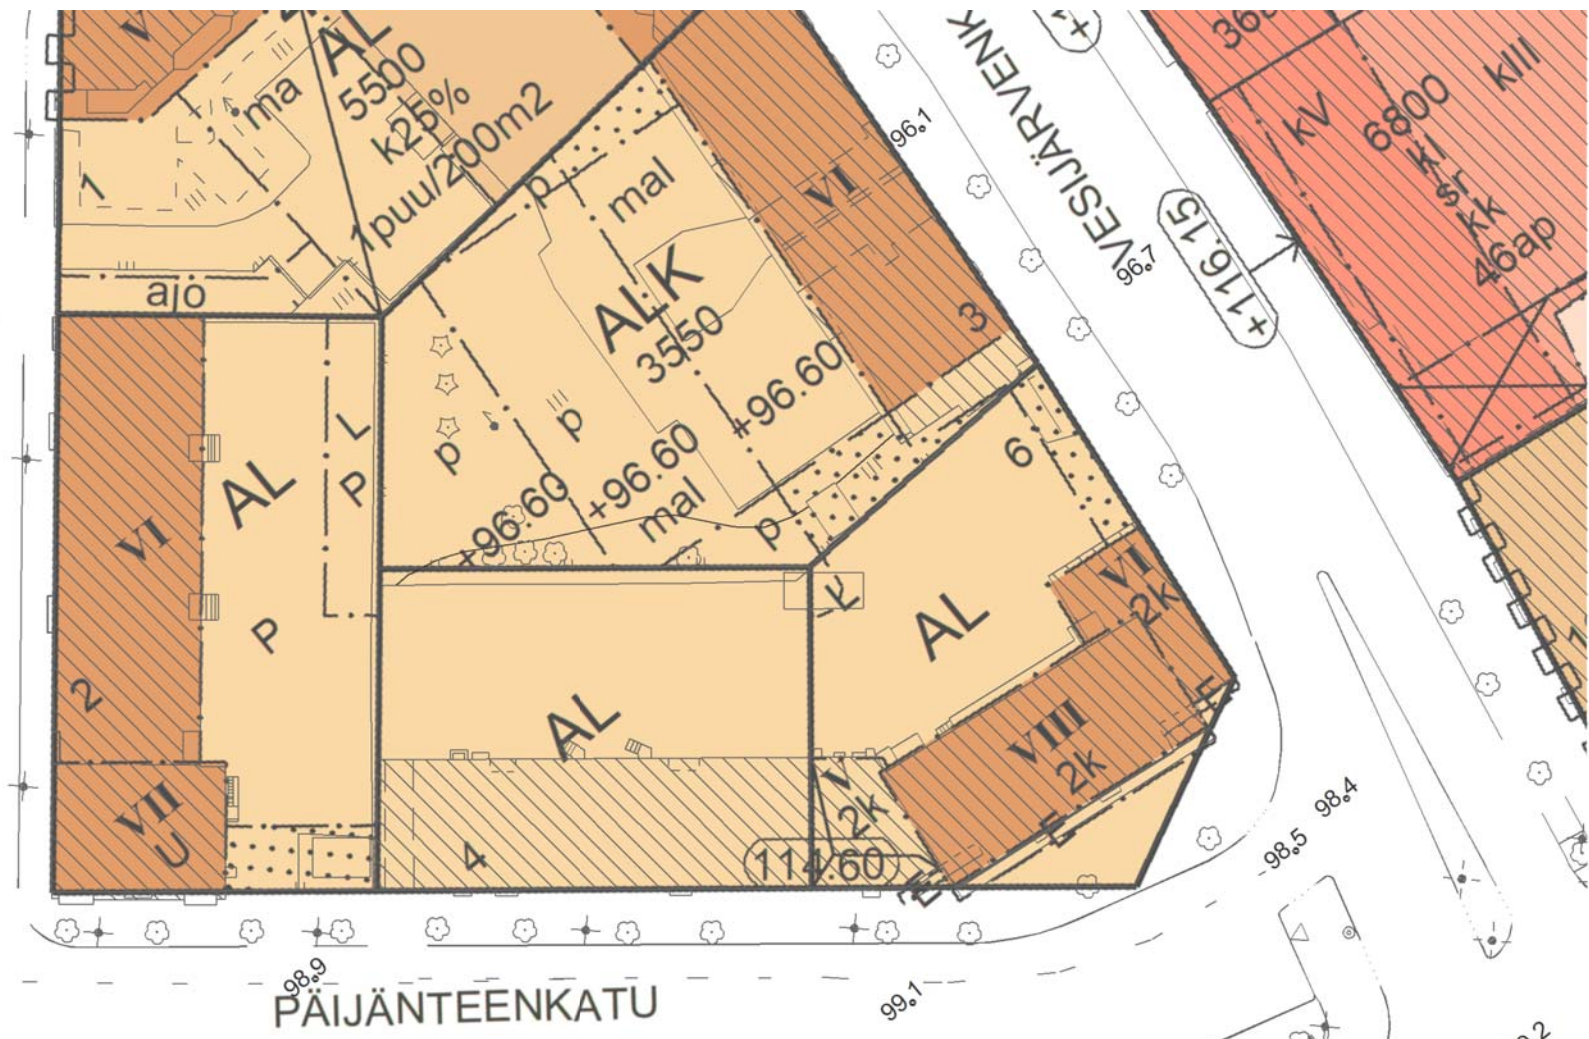 V
AL
5500
k25%
1puu/200m2
ma
1
ajo
VESIJÄRVENK
96.1
96.7
+116.15
kV
6800
kIII
46ap
p
mal
VI
ALK
3550
3
+96.60
p
p
+96.60
+96.60
mal
p
VI
AL
L
P
P
2
VII
U
6
L
AL
VI
2k
VIII
2k
V
2k
114.60
AL
4
98.4
98.5
98.9
99.1
PÄIJÄNTEENKATU